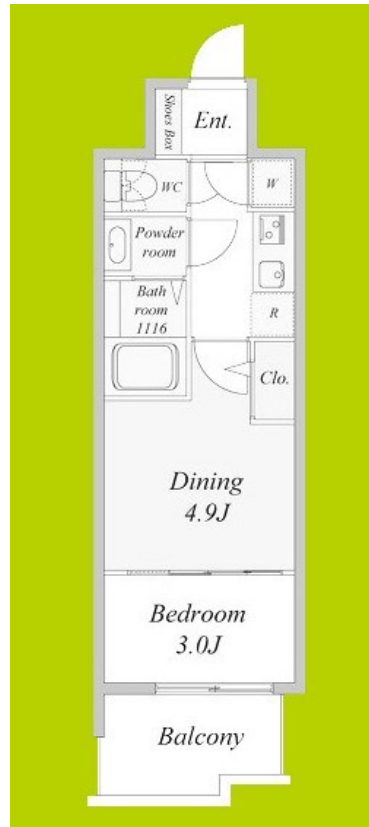 Ent.
Shoes Box
WC
W
Powder
room
Bath
room
1116
R
Clo.
Dining
4.9J
Bedroom
3.0J
Balcony